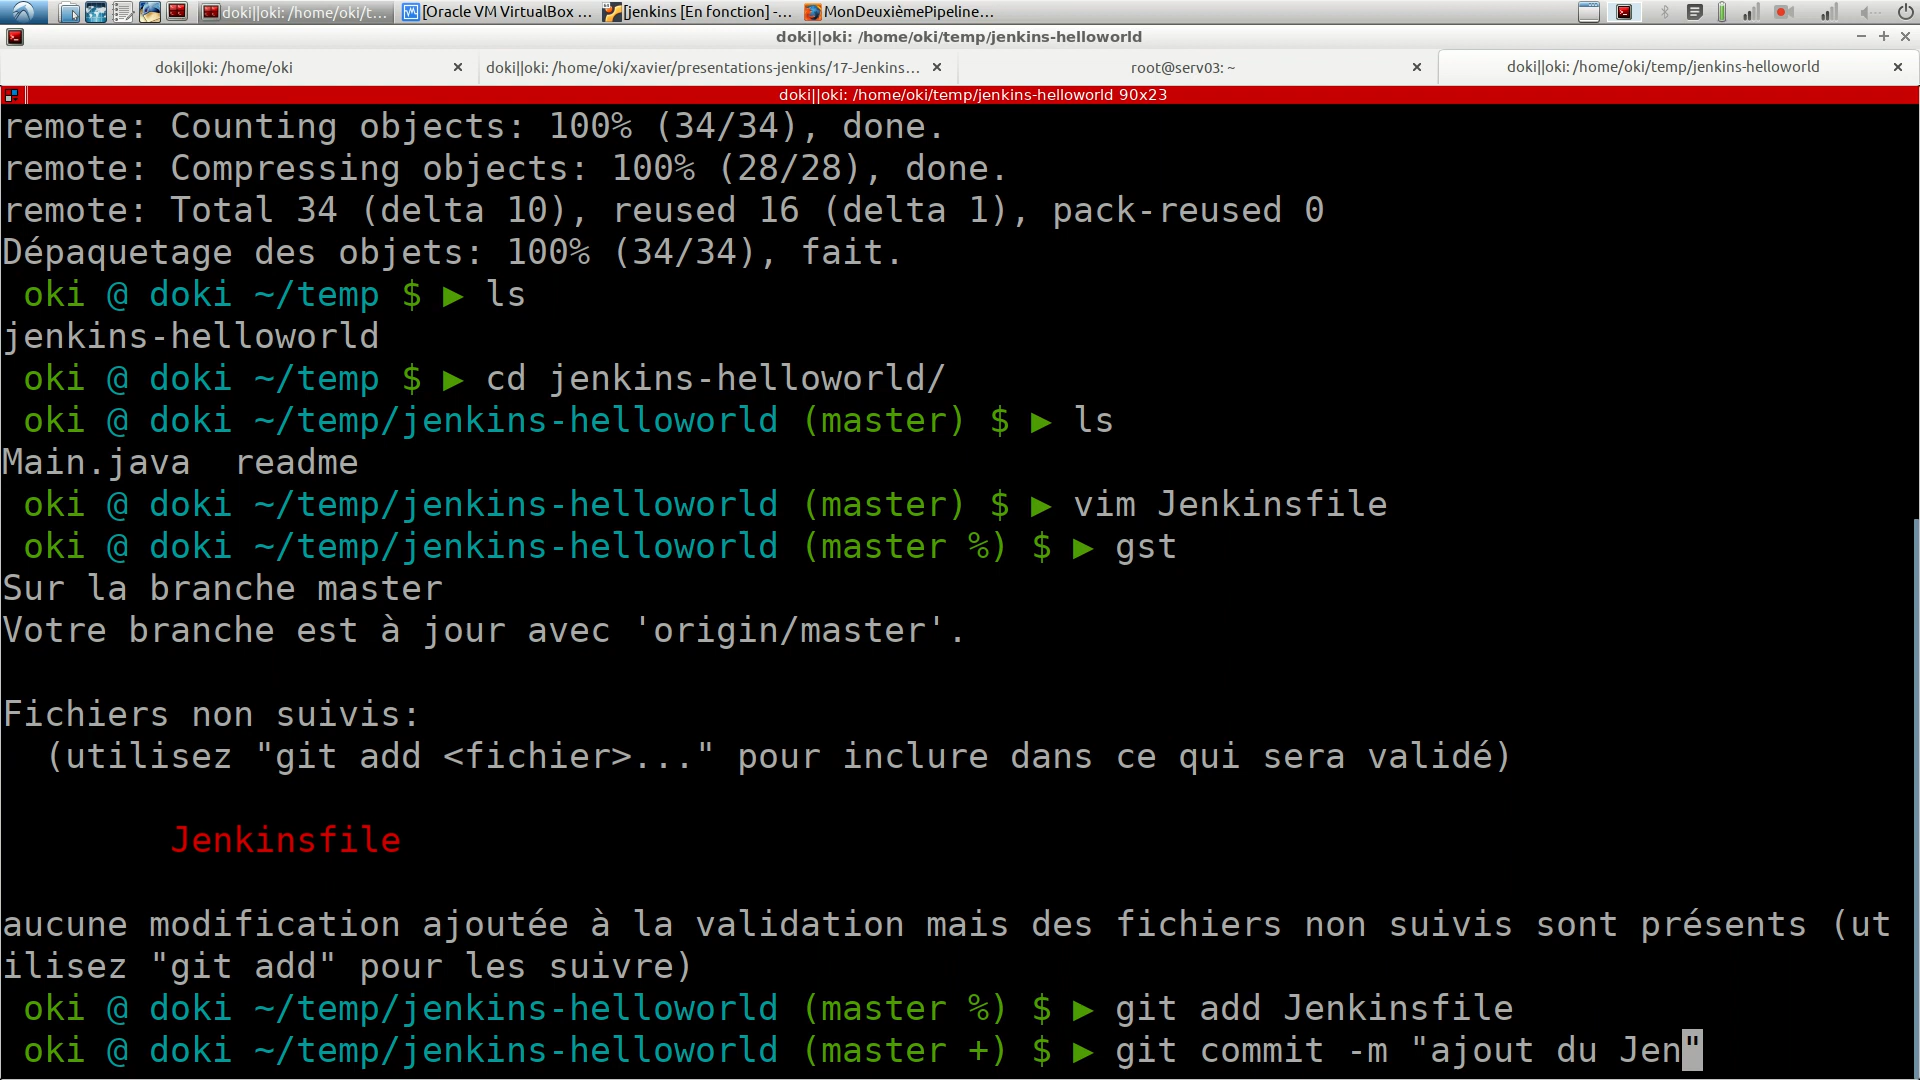 doki||oki: /home/oki/t...
[Oracle VM VirtualBox ...
[jenkins [En fonction] -...
MonDeuxièmePipeline...
doki||oki: /home/oki/temp/jenkins-helloworld
doki||oki: /home/oki
doki||oki: /home/oki/xavier/presentations-jenkins/17-Jenkins...
root@serv03: ~
doki||oki: /home/oki/temp/jenkins-helloworld
doki||oki: /home/oki/temp/jenkins-helloworld 90x23
remote: Counting objects: 100% (34/34), done.
remote: Compressing objects: 100% (28/28), done.
remote: Total 34 (delta 10), reused 16 (delta 1), pack-reused 0
Dépaquetage des objets: 100% (34/34), fait.
oki @ doki ~/temp $ ▶ ls
jenkins-helloworld
oki @ doki ~/temp $ ▶ cd jenkins-helloworld/
oki @ doki ~/temp/jenkins-helloworld (master) $ ▶ ls
Main.java  readme
oki @ doki ~/temp/jenkins-helloworld (master) $ ▶ vim Jenkinsfile
oki @ doki ~/temp/jenkins-helloworld (master %) $ ▶ gst
Sur la branche master
Votre branche est à jour avec 'origin/master'.
Fichiers non suivis:
(utilisez "git add <fichier>..." pour inclure dans ce qui sera validé)
Jenkinsfile
aucune modification ajoutée à la validation mais des fichiers non suivis sont présents (ut
ilisez "git add" pour les suivre)
oki @ doki ~/temp/jenkins-helloworld (master %) $ ▶ git add Jenkinsfile
oki @ doki ~/temp/jenkins-helloworld (master +) $ ▶ git commit -m "ajout du Jen"